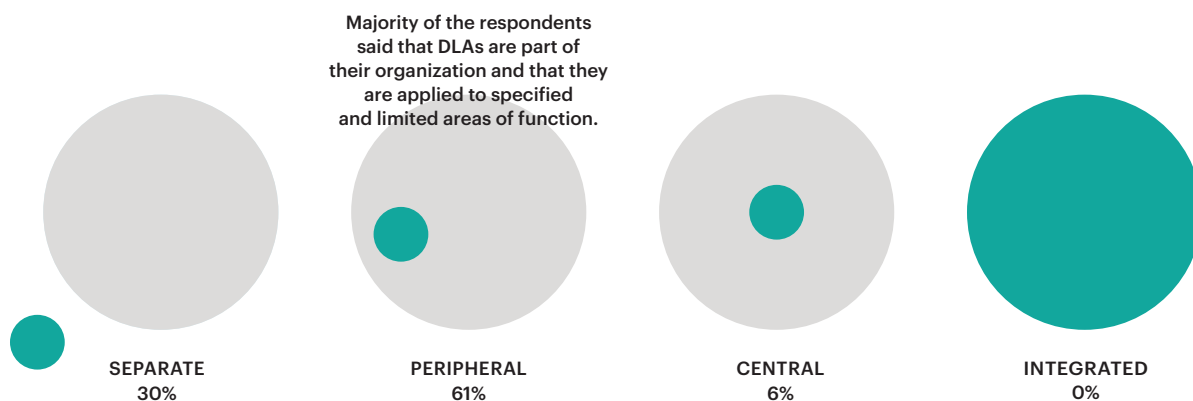 Majority of the respondents
said that DLAs are part of
their organization and that they
are applied to specified
and limited areas of function.
SEPARATE
30%
PERIPHERAL
61%
CENTRAL
6%
INTEGRATED
0%